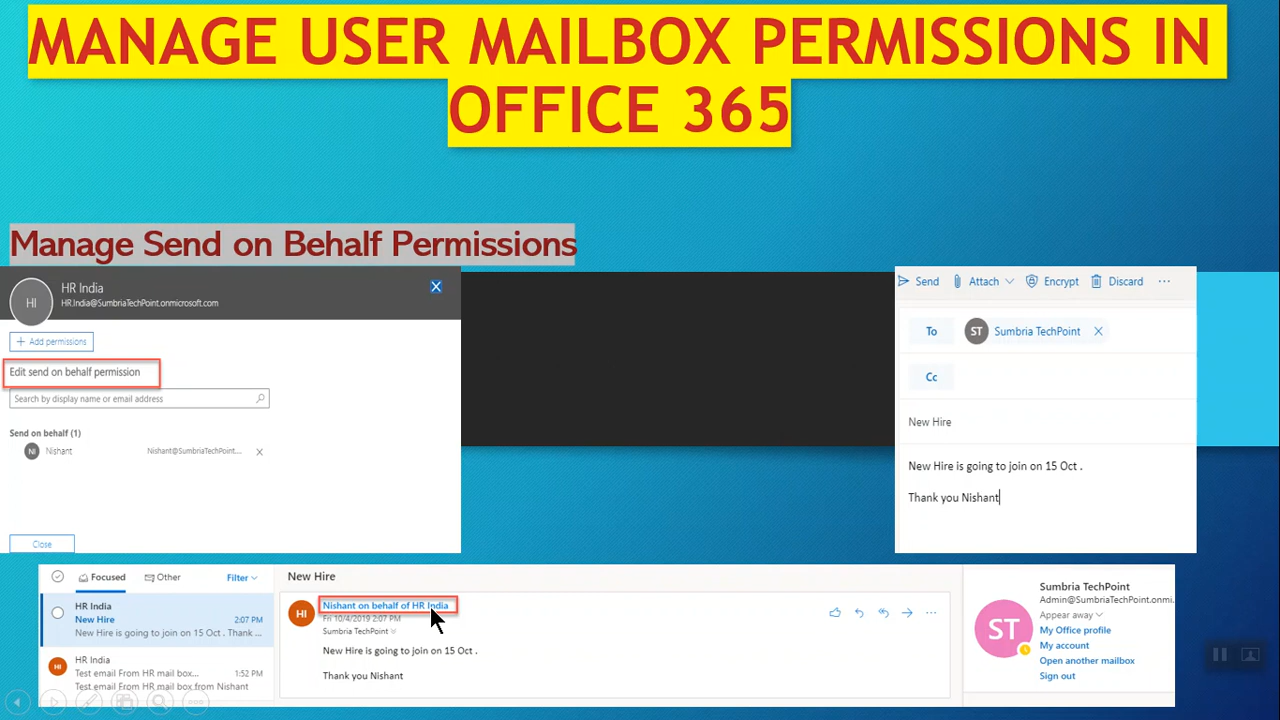 MANAGE USER MAILBOX PERMISSIONS IN
OFFICE 365
Manage Send on Behalf Permissions
HI
HR India
HR.India@SumbriaTechPoint.onmicrosoft.com
+ Add permissions
Edit send on behalf permission
Search by display name or email address
Send on behalf (1)
NI Nishant Nishant@SumbriaTechPoint....
Close
Send Attach Encrypt Discard ...
To ST Sumbria TechPoint
Cc
New Hire
New Hire is going to join on 15 Oct .
Thank you Nishant
Focused Other Filter
HR India
New Hire 2:07 PM
New Hire is going to join on 15 Oct . Thank ...
HI HR India
Test email From HR mail box... 1:52 PM
Test email From HR mail box from Nishant
New Hire
HI Nishant on behalf of HR India
Fri 10/4/2019 2:07 PM
Sumbria TechPoint
New Hire is going to join on 15 Oct .
Thank you Nishant
ST
Sumbria TechPoint
Admin@SumbriaTechPoint.onmi...
Appear away
My Office profile
My account
Open another mailbox
Sign out